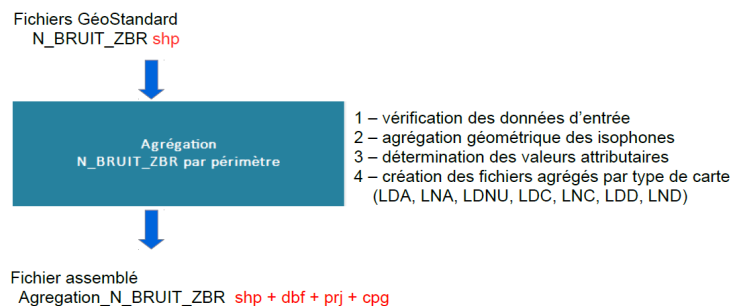 Fichiers GéoStandard
N_BRUIT_ZBR shp
Agrégation
N_BRUIT_ZBR par périmètre
1 – vérification des données d'entrée
2 – agrégation géométrique des isophones
3 – détermination des valeurs attributaires
4 – création des fichiers agrégés par type de carte
(LDA, LNA, LDNU, LDC, LNC, LDD, LND)
Fichier assemblé
Agregation_N_BRUIT_ZBR shp + dbf + prj + cpg